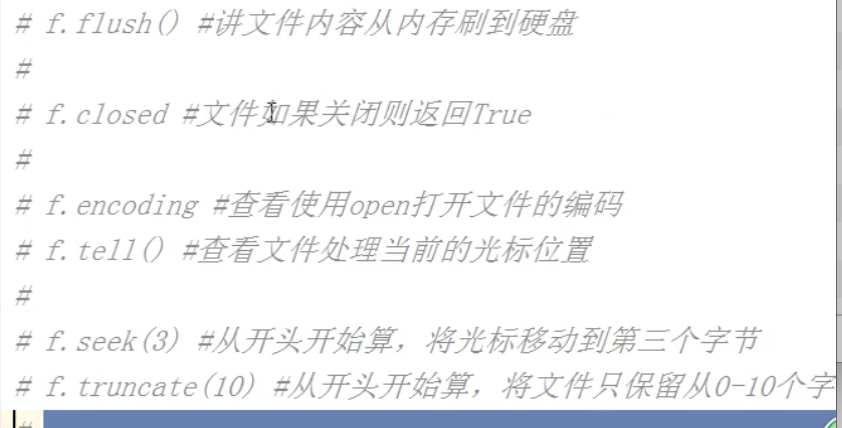 # f.flush() #讲文件内容从内存刷到硬盘
#
# f.closed #文件如果关闭则返回True
#
# f.encoding #查看使用open打开文件的编码
# f.tell() #查看文件处理当前的光标位置
#
# f.seek(3) #从开头开始算，将光标移动到第三个字节
# f.truncate(10) #从开头开始算，将文件只保留从0-10个字
#